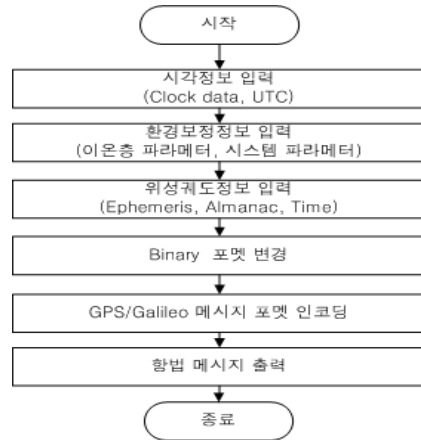 시작
시각정보 입력
(Clock data, UTC)
환경보정정보 입력
(이온층 파라메터, 시스템 파라메터)
위성궤도정보 입력
(Ephemeris, Almanac, Time)
Binary 포멧 변경
GPS/Galileo 메시지 포멧 인코딩
항법 메시지 출력
종료